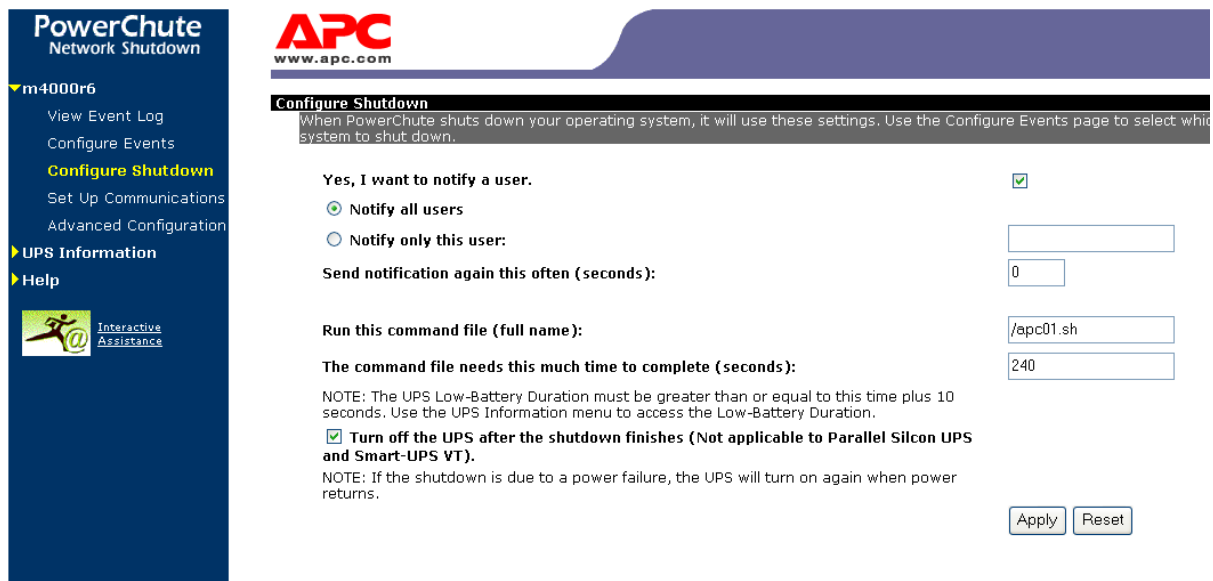 PowerChute
Network Shutdown
m4000r6
View Event Log
Configure Events
Configure Shutdown
Set Up Communications
Advanced Configuration
UPS Information
Help
Interactive
Assistance
APC
www.apc.com
Configure Shutdown
When PowerChute shuts down your operating system, it will use these settings. Use the Configure Events page to select whic
system to shut down.
Yes, I want to notify a user.
Notify all users
Notify only this user:
Send notification again this often (seconds):
0
Run this command file (full name):
/apc01.sh
The command file needs this much time to complete (seconds):
240
NOTE: The UPS Low-Battery Duration must be greater than or equal to this time plus 10
seconds. Use the UPS Information menu to access the Low-Battery Duration.
Turn off the UPS after the shutdown finishes (Not applicable to Parallel Silcon UPS
and Smart-UPS VT).
NOTE: If the shutdown is due to a power failure, the UPS will turn on again when power
returns.
Apply
Reset